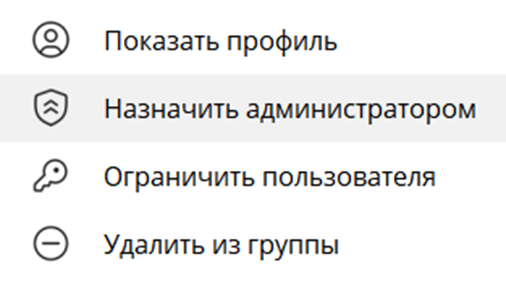 Показать профиль
Назначить администратором
Ограничить пользователя
Удалить из группы